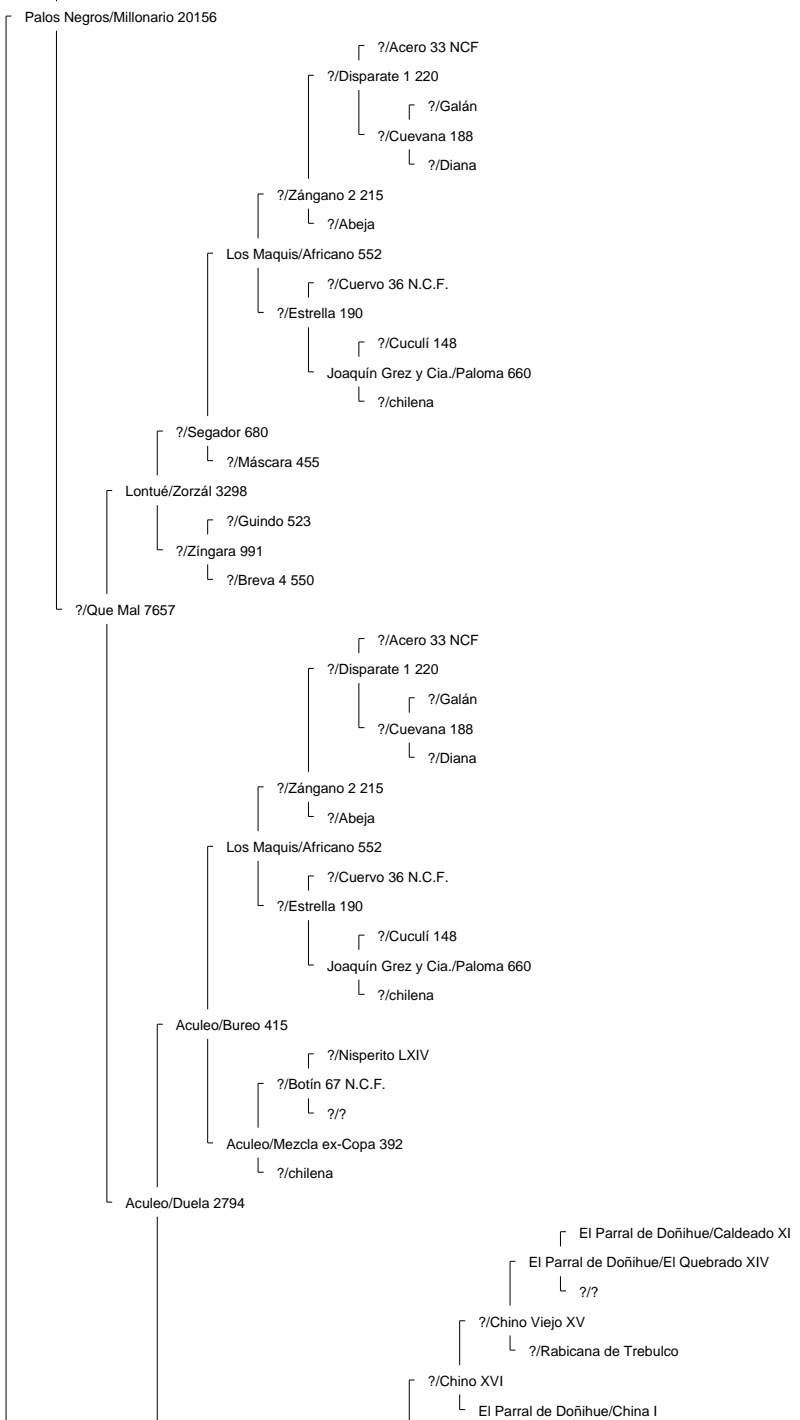 Palos Negros/Millonario 20156
?/Acero 33 NCF
?/Disparate 1 220
?/Galán
?/Cuevana 188
?/Diana
?/Zángano 2 215
?/Abeja
Los Maquis/Africano 552
?/Cuervo 36 N.C.F.
?/Estrella 190
?/Cuculí 148
Joaquín Grez y Cia./Paloma 660
?/chilena
?/Segador 680
?/Máscara 455
Lontué/Zorzál 3298
?/Guindo 523
?/Zíngara 991
?/Breva 4 550
?/Que Mal 7657
?/Acero 33 NCF
?/Disparate 1 220
?/Galán
?/Cuevana 188
?/Diana
?/Zángano 2 215
?/Abeja
Los Maquis/Africano 552
?/Cuervo 36 N.C.F.
?/Estrella 190
?/Cuculí 148
Joaquín Grez y Cia./Paloma 660
?/chilena
Aculeo/Bureo 415
?/Nisperito LXIV
?/Botín 67 N.C.F.
?/?
Aculeo/Mezcla ex-Copa 392
?/chilena
Aculeo/Duela 2794
El Parral de Doñihue/Caldeado XI
El Parral de Doñihue/El Quebrado XIV
?/?
?/Chino Viejo XV
?/Rabicana de Trebulco
?/Chino XVI
El Parral de Doñihue/China I